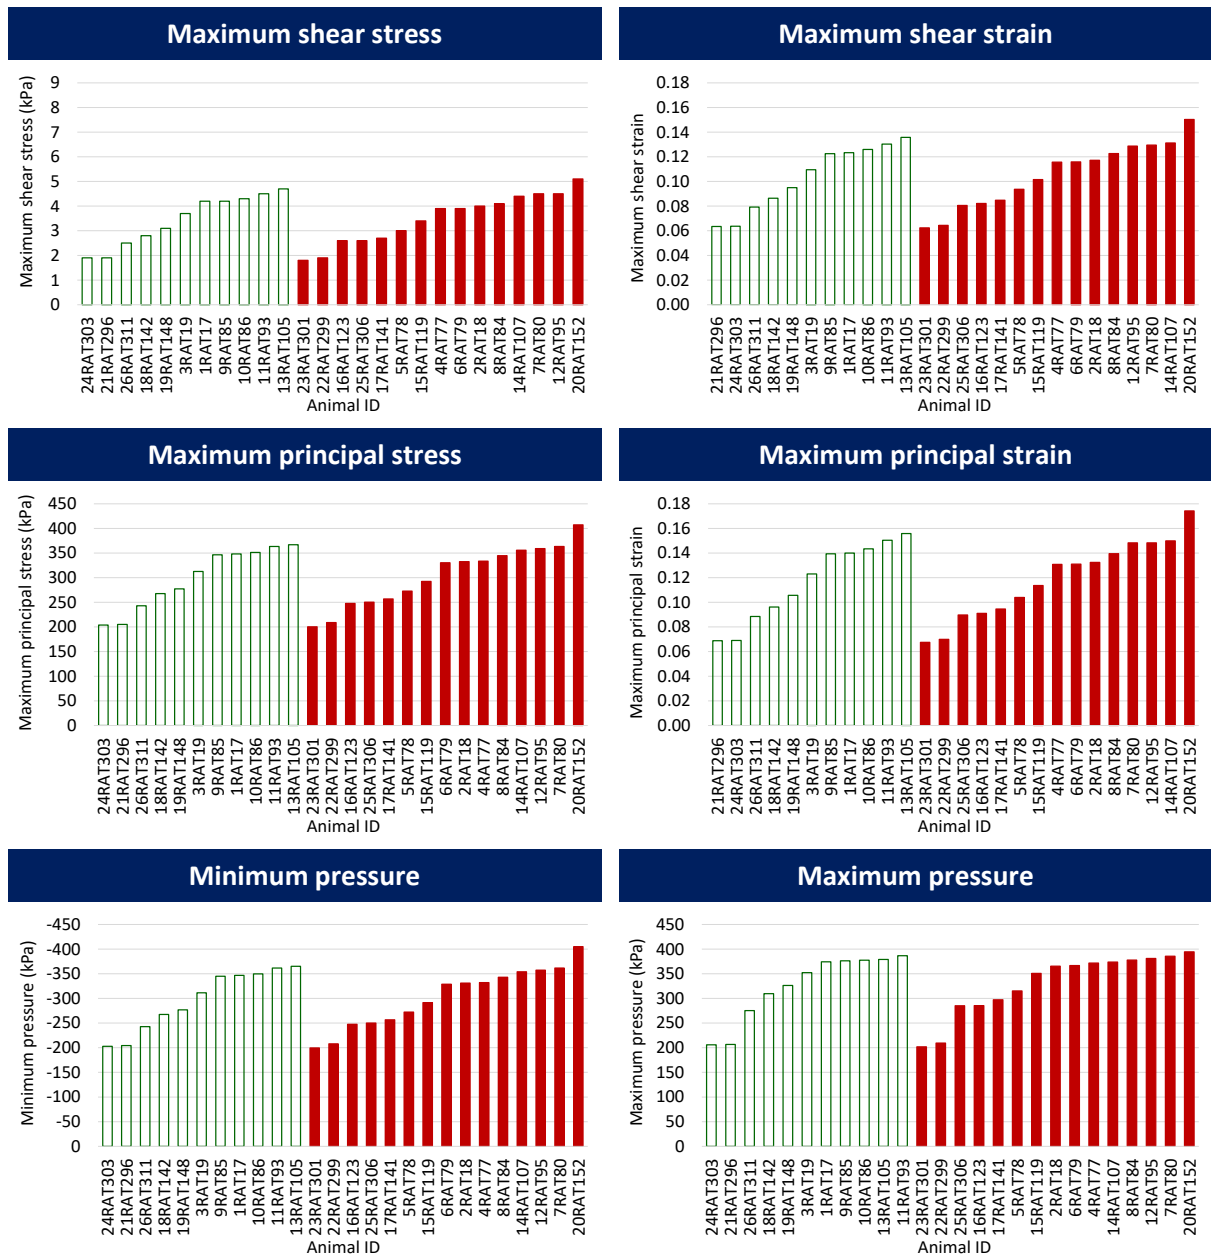 Maximum shear stress
Maximum shear stress (kPa)
9
8
7
6
5
4
3
2
1
0
24RAT303
21RAT296
26RAT311
18RAT142
19RAT148
3RAT19
1RAT17
9RAT85
10RAT86
11RAT93
13RAT105
23RAT301
22RAT299
16RAT123
25RAT306
17RAT141
5RAT78
15RAT119
4RAT77
6RAT79
2RAT18
8RAT84
14RAT107
7RAT80
12RAT95
20RAT152
Animal ID
Maximum shear strain
Maximum shear strain
0.18
0.16
0.14
0.12
0.10
0.08
0.06
0.04
0.02
0.00
21RAT296
24RAT303
26RAT311
18RAT142
19RAT148
3RAT19
9RAT85
1RAT17
10RAT86
11RAT93
13RAT105
23RAT301
22RAT299
25RAT306
16RAT123
17RAT141
5RAT78
15RAT119
4RAT77
6RAT79
2RAT18
8RAT84
12RAT95
7RAT80
14RAT107
20RAT152
Animal ID
Maximum principal stress
Maximum principal stress (kPa)
450
400
350
300
250
200
150
100
50
0
24RAT303
21RAT296
26RAT311
18RAT142
19RAT148
3RAT19
9RAT85
1RAT17
10RAT86
11RAT93
13RAT105
23RAT301
22RAT299
16RAT123
25RAT306
17RAT141
5RAT78
15RAT119
6RAT79
2RAT18
4RAT77
8RAT84
14RAT107
12RAT95
7RAT80
20RAT152
Animal ID
Maximum principal strain
Maximum principal strain
0.18
0.16
0.14
0.12
0.10
0.08
0.06
0.04
0.02
0.00
21RAT296
24RAT303
26RAT311
18RAT142
19RAT148
3RAT19
9RAT85
1RAT17
10RAT86
11RAT93
13RAT105
23RAT301
22RAT299
25RAT306
16RAT123
17RAT141
5RAT78
15RAT119
4RAT77
6RAT79
2RAT18
8RAT84
7RAT80
12RAT95
14RAT107
20RAT152
Animal ID
Minimum pressure
Minimum pressure (kPa)
-450
-400
-350
-300
-250
-200
-150
-100
-50
0
24RAT303
21RAT296
26RAT311
18RAT142
19RAT148
3RAT19
9RAT85
1RAT17
10RAT86
11RAT93
13RAT105
23RAT301
22RAT299
16RAT123
25RAT306
17RAT141
5RAT78
15RAT119
6RAT79
2RAT18
4RAT77
8RAT84
14RAT107
12RAT95
7RAT80
20RAT152
Animal ID
Maximum pressure
Maximum pressure (kPa)
450
400
350
300
250
200
150
100
50
0
24RAT303
21RAT296
26RAT311
18RAT142
19RAT148
3RAT19
1RAT17
9RAT85
10RAT86
13RAT105
11RAT93
23RAT301
22RAT299
25RAT306
16RAT123
17RAT141
5RAT78
15RAT119
2RAT18
6RAT79
4RAT77
14RAT107
8RAT84
12RAT95
7RAT80
20RAT152
Animal ID